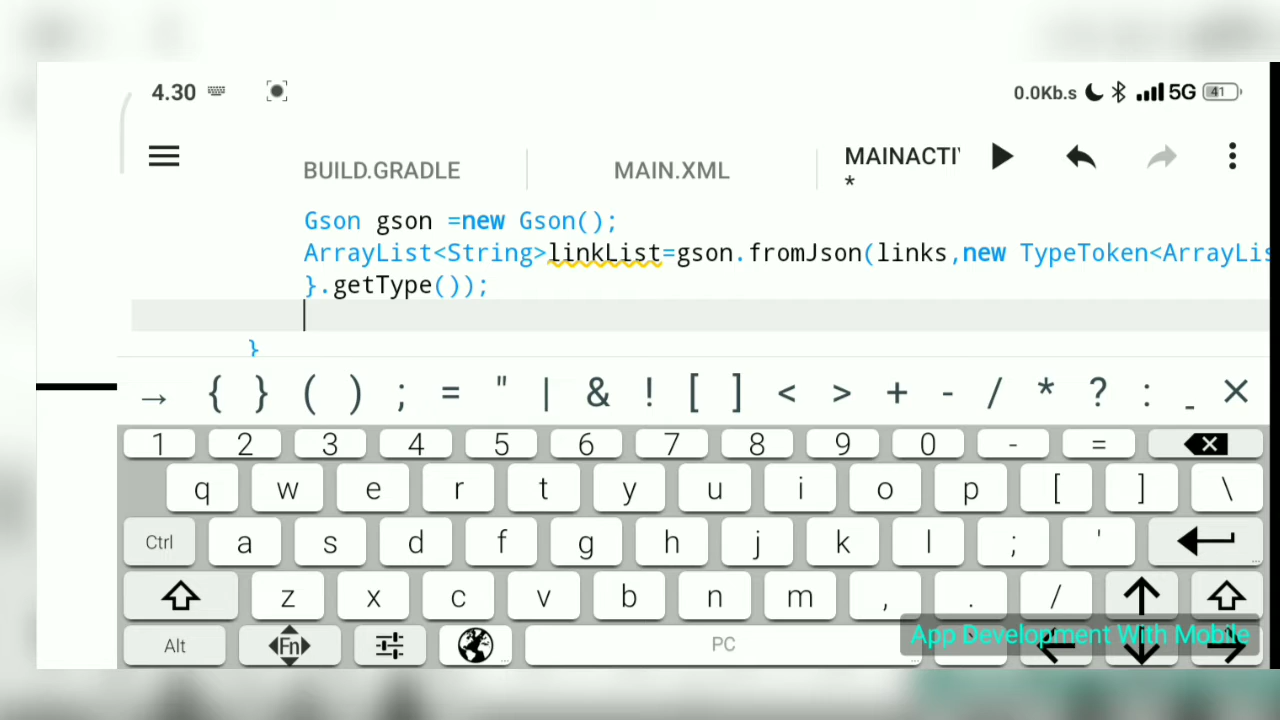 4.30 0.0Kb.s 5G 41
BUILD.GRADLE MAIN.XML MAINACTI
*
Gson gson =new Gson();
ArrayList<String>linkList=gson.fromJson(links,new TypeToken<ArrayLis
}.getType());
}
→ { } ( ) ; = " | & ! [ ] < > + - / * ? : _ ×
1 2 3 4 5 6 7 8 9 0 - =
q w e r t y u i o p [ ] \
Ctrl a s d f g h j k l ; '
z x c v b n m , . /
Alt Fn PC
App Development With Mobile